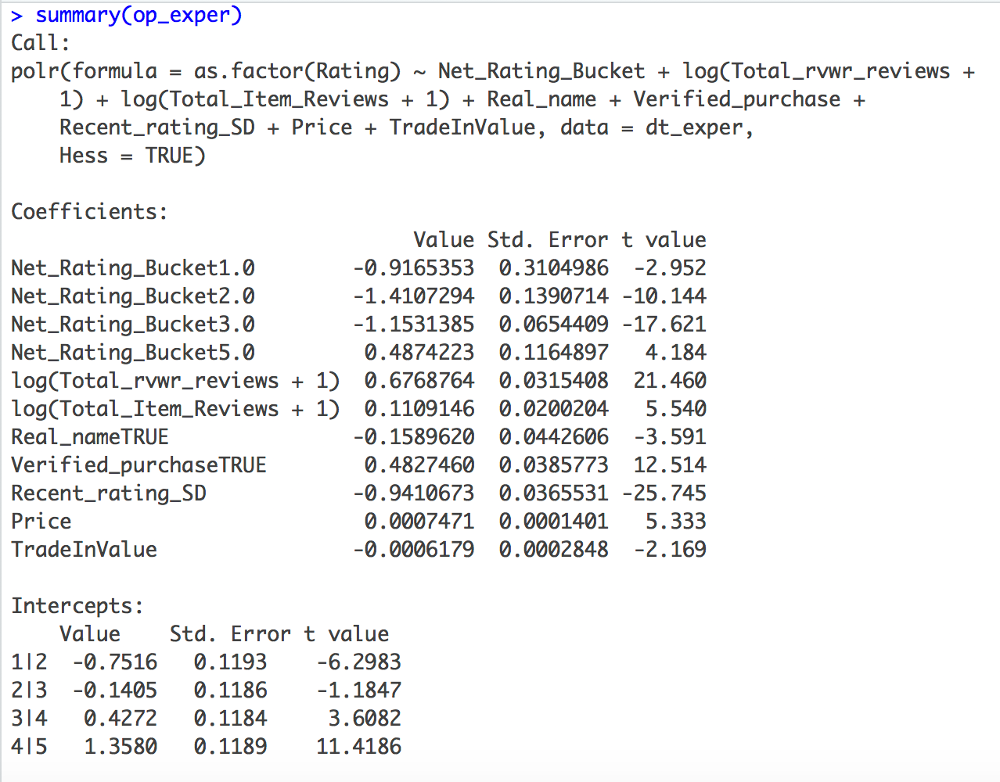 > summary(op_exper)
Call:
polr(formula = as.factor(Rating) ~ Net_Rating_Bucket + log(Total_rvwr_reviews +
    1) + log(Total_Item_Reviews + 1) + Real_name + Verified_purchase +
    Recent_rating_SD + Price + TradeInValue, data = dt_exper,
    Hess = TRUE)

Coefficients:
                                 Value Std. Error t value
Net_Rating_Bucket1.0        -0.9165353  0.3104986  -2.952
Net_Rating_Bucket2.0        -1.4107294  0.1390714 -10.144
Net_Rating_Bucket3.0        -1.1531385  0.0654409 -17.621
Net_Rating_Bucket5.0         0.4874223  0.1164897   4.184
log(Total_rvwr_reviews + 1)  0.6768764  0.0315408  21.460
log(Total_Item_Reviews + 1)  0.1109146  0.0200204   5.540
Real_nameTRUE               -0.1589620  0.0442606  -3.591
Verified_purchaseTRUE        0.4827460  0.0385773  12.514
Recent_rating_SD            -0.9410673  0.0365531 -25.745
Price                        0.0007471  0.0001401   5.333
TradeInValue                -0.0006179  0.0002848  -2.169

Intercepts:
    Value    Std. Error t value
1|2  -0.7516   0.1193    -6.2983
2|3  -0.1405   0.1186    -1.1847
3|4   0.4272   0.1184     3.6082
4|5   1.3580   0.1189    11.4186